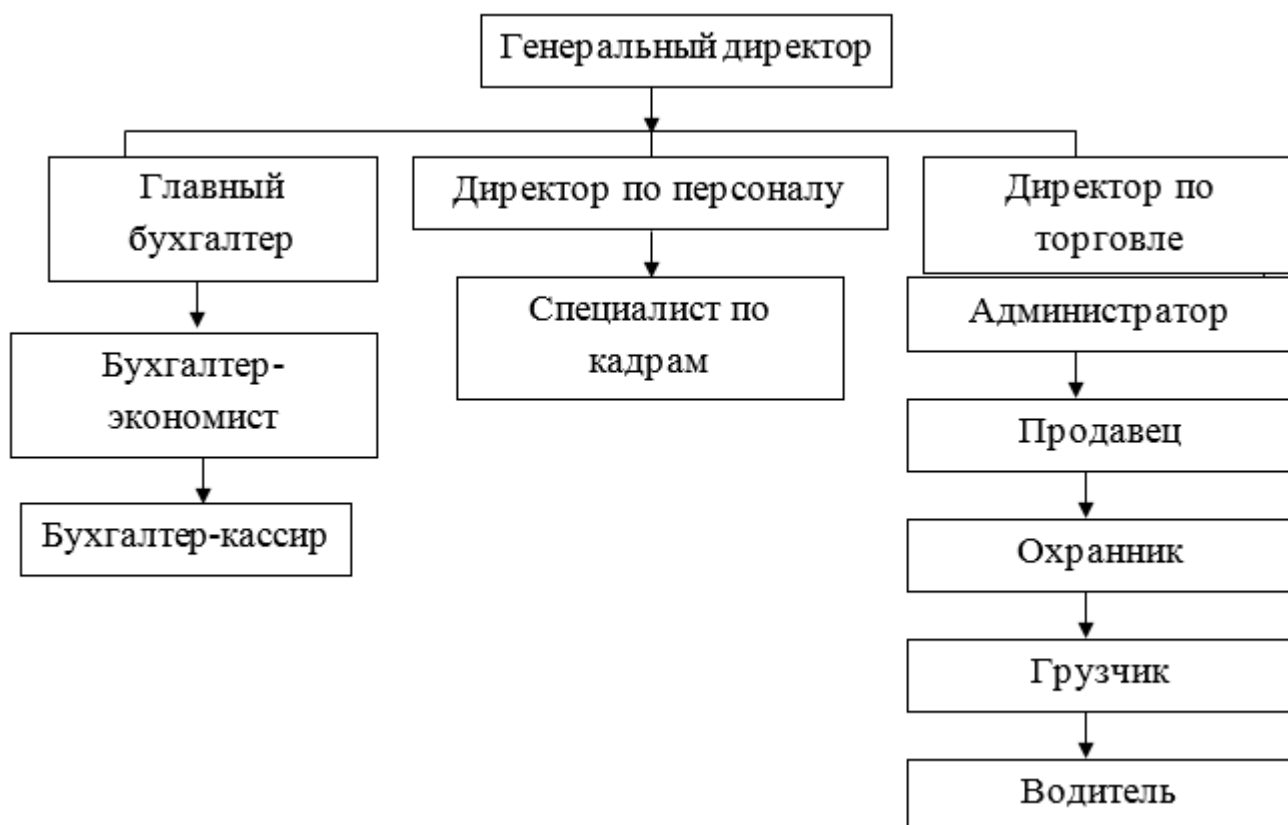 Генеральный директор
Главный
бухгалтер
Директор по персоналу
Директор по
торговле
Специалист по
кадрам
Администратор
Бухгалтер-
экономист
Продавец
Бухгалтер-кассир
Охранник
Грузчик
Водитель